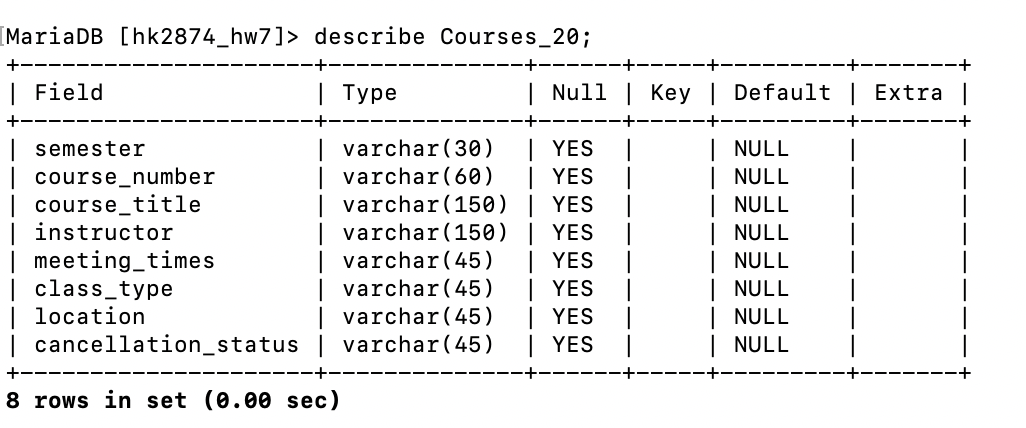 [MariaDB [hk2874_hw7]> describe Courses_20;
+---------------------+--------------+------+-----+---------+-------+
| Field               | Type         | Null | Key | Default | Extra |
+---------------------+--------------+------+-----+---------+-------+
| semester            | varchar(30)  | YES  |     | NULL    |       |
| course_number       | varchar(60)  | YES  |     | NULL    |       |
| course_title        | varchar(150) | YES  |     | NULL    |       |
| instructor          | varchar(150) | YES  |     | NULL    |       |
| meeting_times       | varchar(45)  | YES  |     | NULL    |       |
| class_type          | varchar(45)  | YES  |     | NULL    |       |
| location            | varchar(45)  | YES  |     | NULL    |       |
| cancellation_status | varchar(45)  | YES  |     | NULL    |       |
+---------------------+--------------+------+-----+---------+-------+
8 rows in set (0.00 sec)